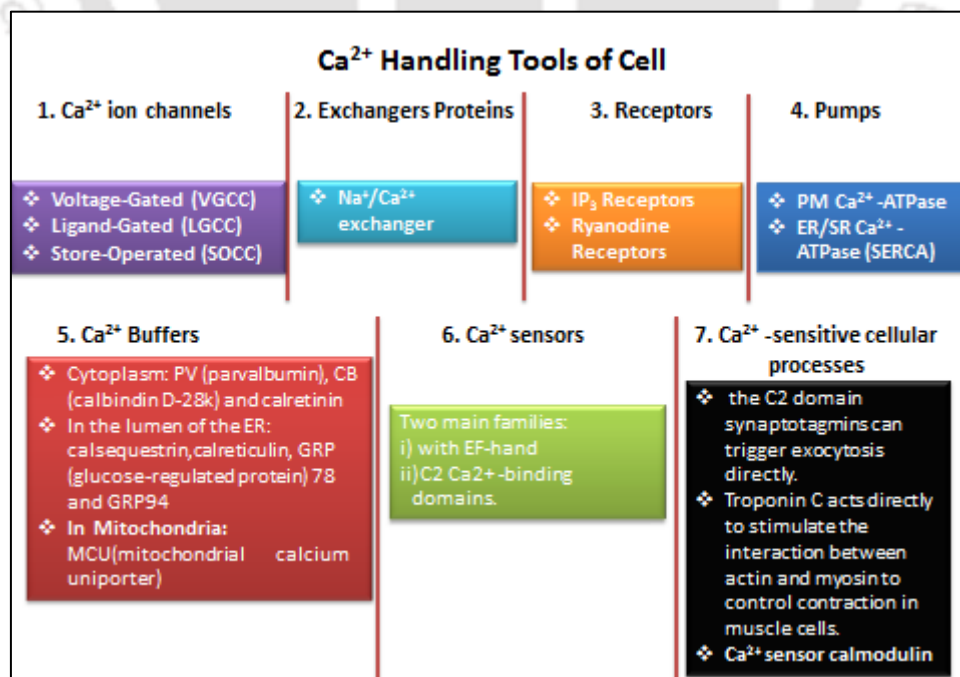 Ca²⁺ Handling Tools of Cell
1. Ca²⁺ ion channels
❖ Voltage-Gated (VGCC)
❖ Ligand-Gated (LGCC)
❖ Store-Operated (SOCC)
2. Exchangers Proteins
❖ Na⁺/Ca²⁺
exchanger
3. Receptors
❖ IP₃ Receptors
❖ Ryanodine
Receptors
4. Pumps
❖ PM Ca²⁺ -ATPase
❖ ER/SR Ca²⁺ -
ATPase (SERCA)
5. Ca²⁺ Buffers
❖ Cytoplasm: PV (parvalbumin), CB
(calbindin D-28k) and calretinin
❖ In the lumen of the ER:
calsequestrin,calreticulin, GRP
(glucose-regulated protein) 78
and GRP94
❖ In Mitochondria:
MCU(mitochondrial calcium
uniporter)
6. Ca²⁺ sensors
Two main families:
i) with EF-hand
ii)C2 Ca2+ -binding
domains.
7. Ca²⁺ -sensitive cellular
processes
❖ the C2 domain
synaptotagmins can
trigger exocytosis
directly.
❖ Troponin C acts directly
to stimulate the
interaction between
actin and myosin to
control contraction in
muscle cells.
❖ Ca²⁺ sensor calmodulin